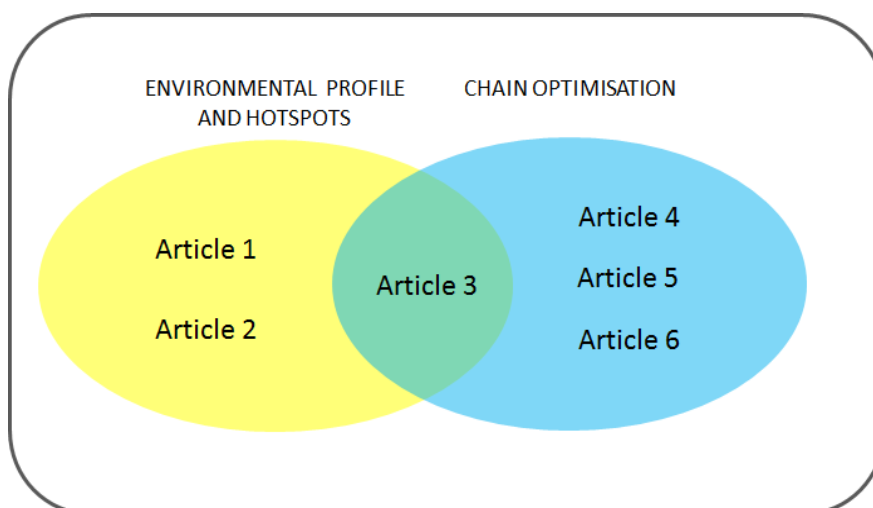 ENVIRONMENTAL PROFILE
AND HOTSPOTS
CHAIN OPTIMISATION
Article 1
Article 2
Article 3
Article 4
Article 5
Article 6